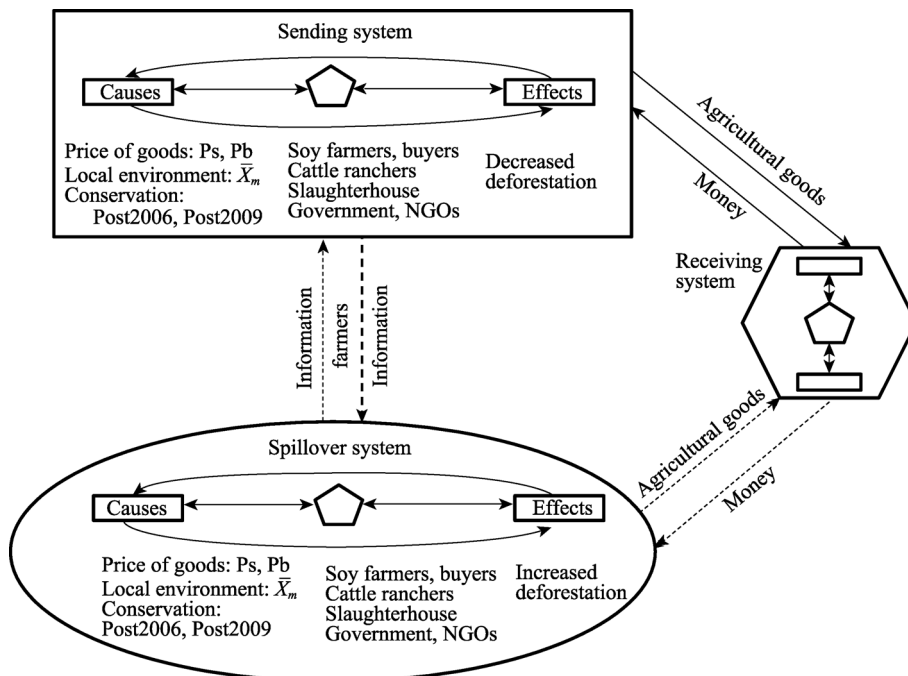 Sending system
Causes
Effects
Price of goods: Ps, Pb
Local environment: X̄m
Conservation:
Post2006, Post2009
Soy farmers, buyers
Cattle ranchers
Slaughterhouse
Government, NGOs
Decreased
deforestation
Agricultural goods
Money
Receiving
system
Information
farmers
Information
Agricultural goods
Money
Spillover system
Causes
Effects
Price of goods: Ps, Pb
Local environment: X̄m
Conservation:
Post2006, Post2009
Soy farmers, buyers
Cattle ranchers
Slaughterhouse
Government, NGOs
Increased
deforestation